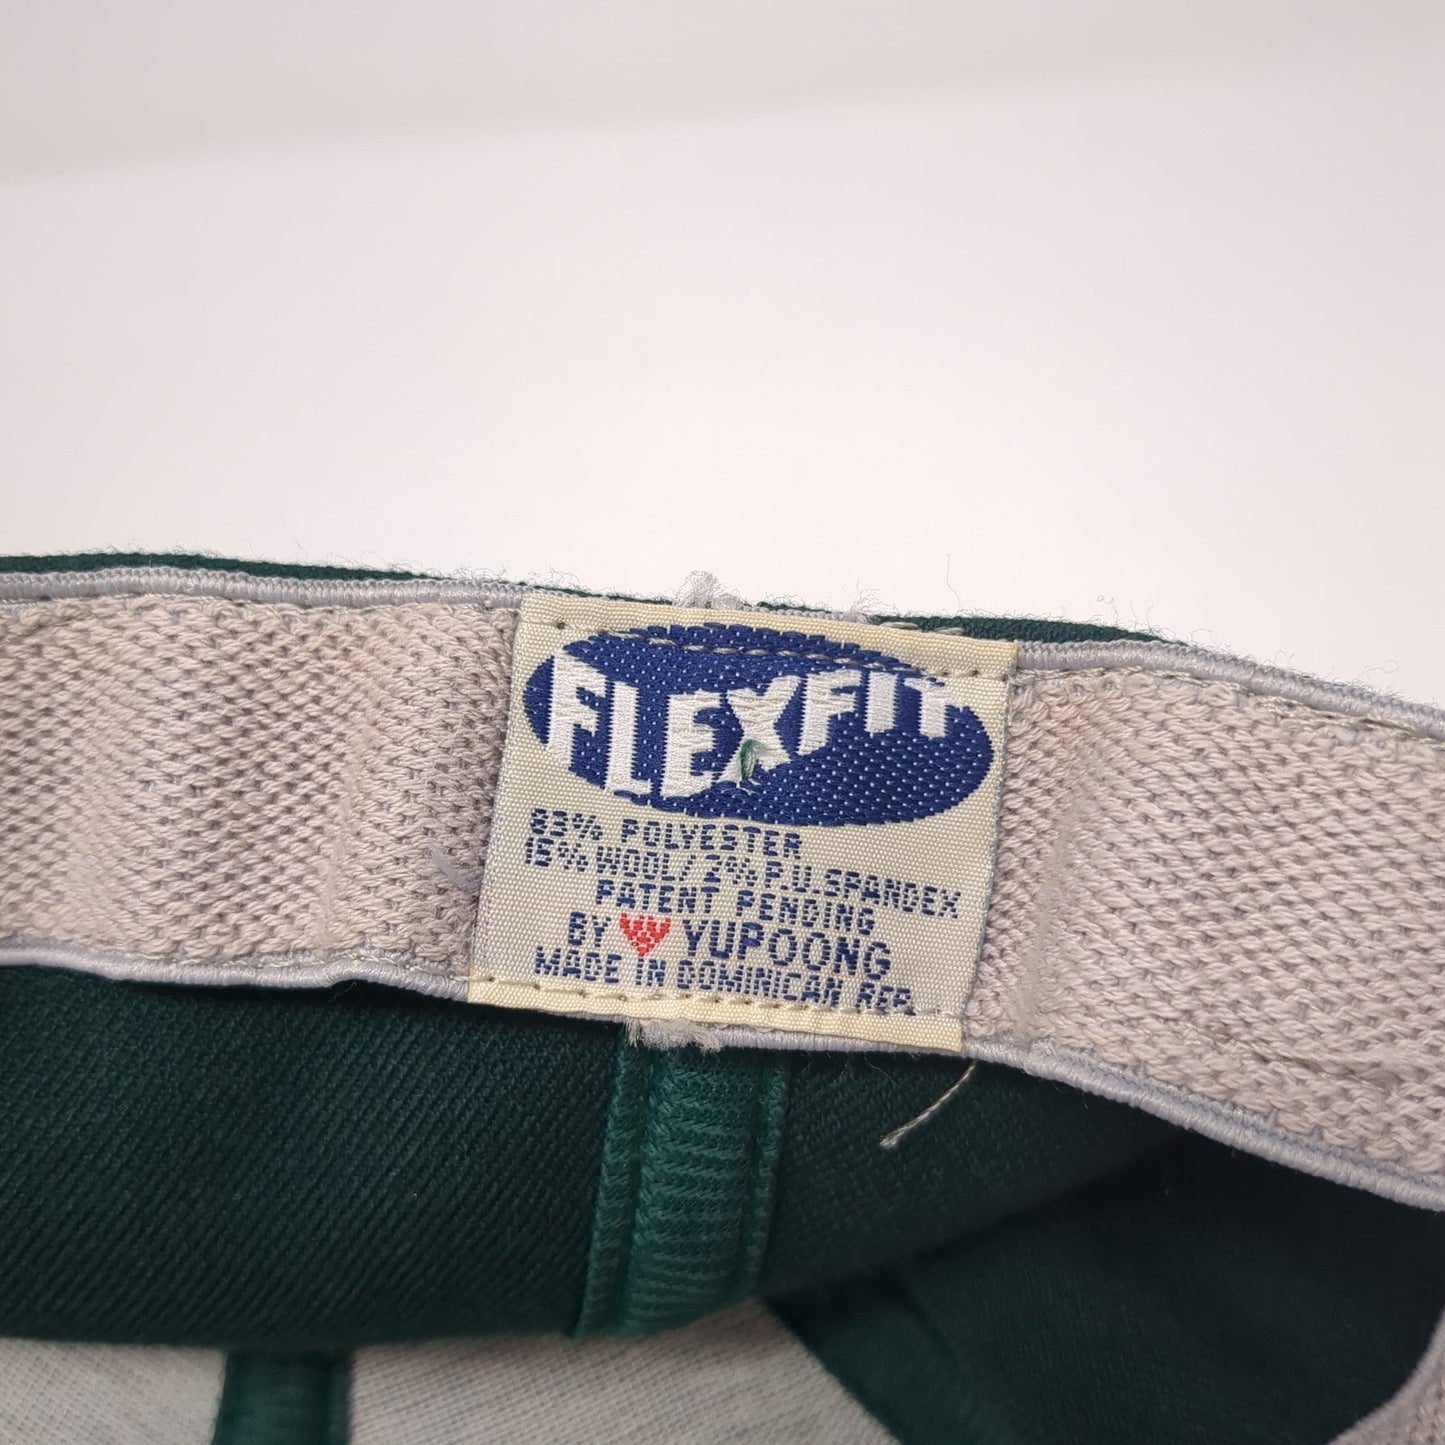 FLEXFIT
83% POLYESTER
15% WOOL/2% P.U.SPANDEX
PATENT PENDING
BY YUPOONG
MADE IN DOMINICAN REP.